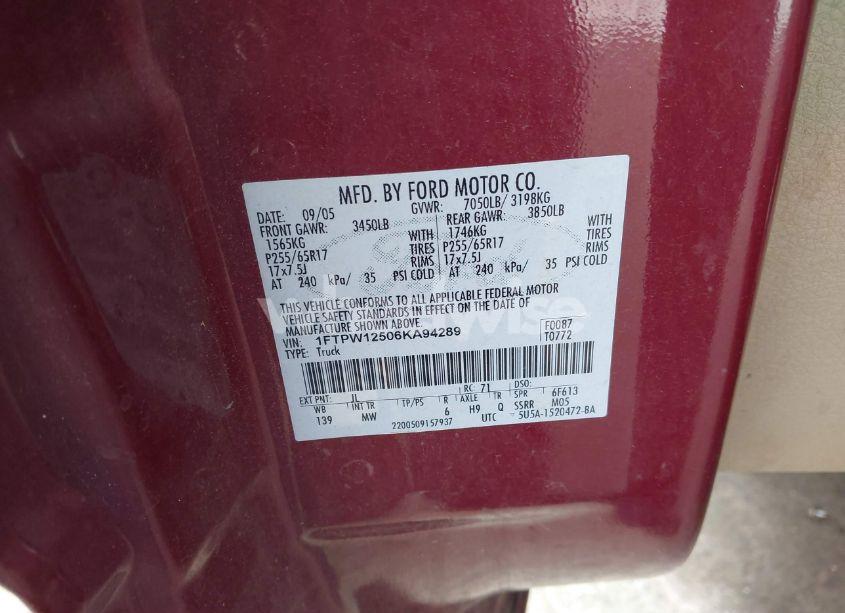 MFD. BY FORD MOTOR CO.
DATE: 09/05 GVWR: 7050LB/ 3198KG
FRONT GAWR: 3450LB REAR GAWR: 3850LB
1565KG WITH 1746KG WITH
P255/65R17 TIRES P255/65R17 TIRES
17x7.5J RIMS 17x7.5J RIMS
AT 240 kPa/ 35 PSI COLD AT 240 kPa/ 35 PSI COLD
THIS VEHICLE CONFORMS TO ALL APPLICABLE FEDERAL MOTOR
VEHICLE SAFETY STANDARDS IN EFFECT ON THE DATE OF
MANUFACTURE SHOWN ABOVE.
VIN: 1FTPW12506KA94289 F0087
TYPE: Truck T0772
EXT PNT: JL RC: 71 DSO:
WB INT TR TP/PS R AXLE TR SPR 6F613
139 MW 6 H9 Q SSRR M05
2200509157937 UTC 5U5A-1520472-BA